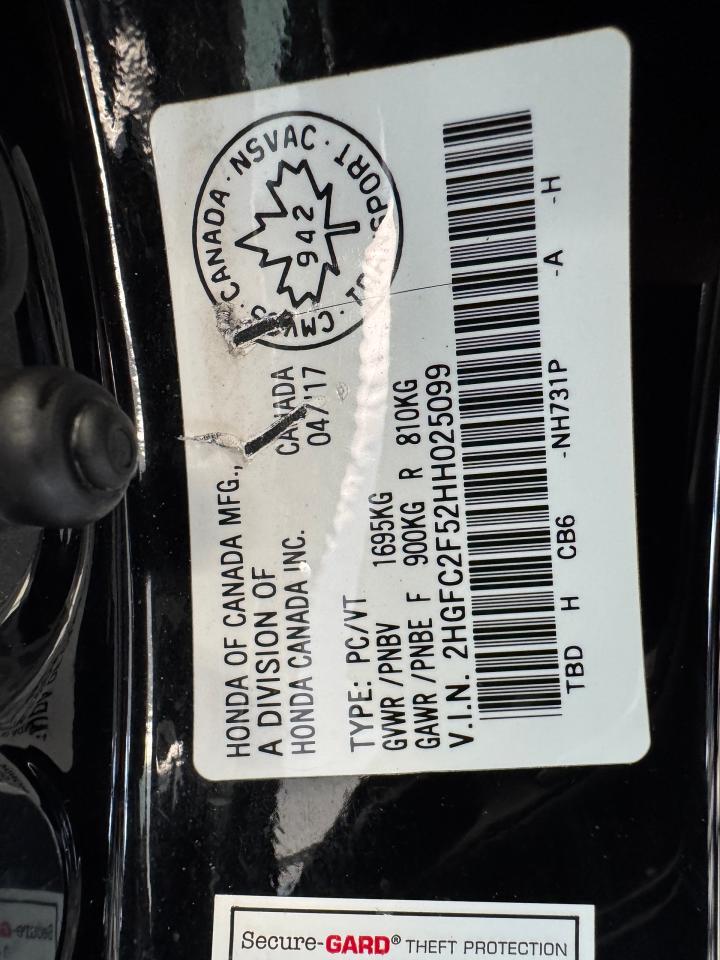 HONDA OF CANADA MFG.,
A DIVISION OF
HONDA CANADA INC.
CANADA
04/'17
CANADA · NSVAC · TRANSPORT ·
942
TYPE: PC/VT
GVWR /PNBV 1695KG
GAWR /PNBE F 900KG R 810KG
V.I.N. 2HGFC2F52HH025099
TBD H CB6 -NH731P -A -H
Secure-GARD® THEFT PROTECTION